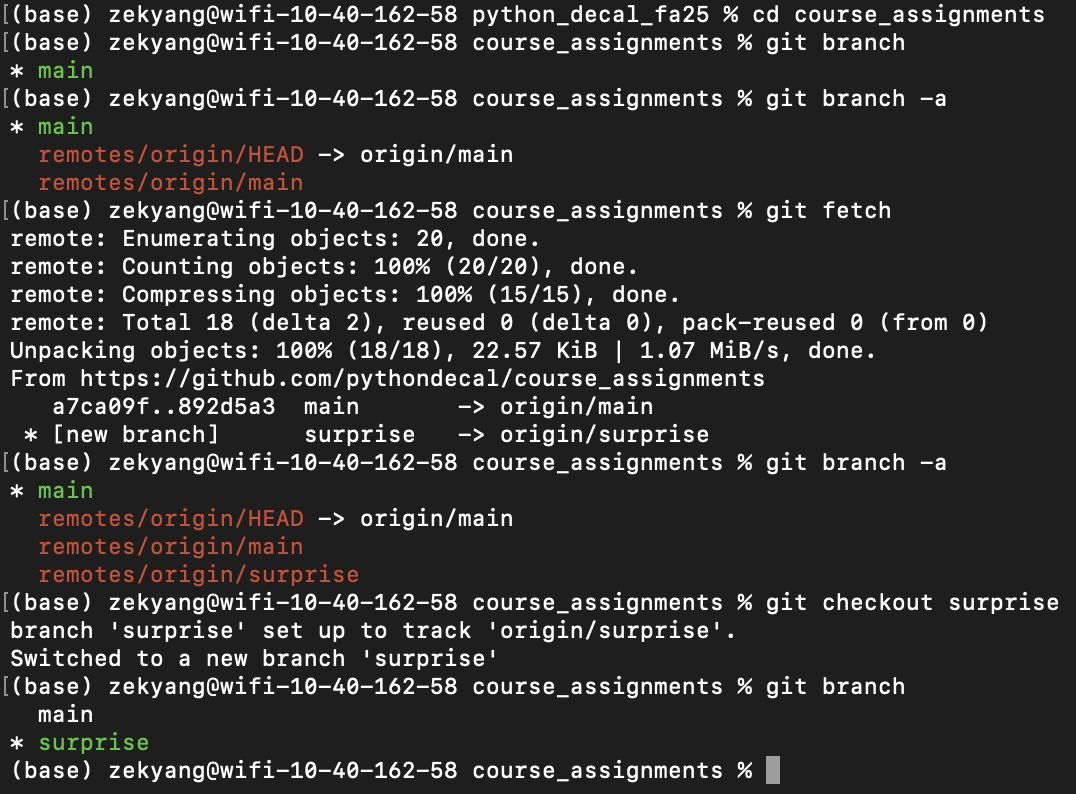 [(base) zekyang@wifi-10-40-162-58 python_decal_fa25 % cd course_assignments
[(base) zekyang@wifi-10-40-162-58 course_assignments % git branch
* main
[(base) zekyang@wifi-10-40-162-58 course_assignments % git branch -a
* main
  remotes/origin/HEAD -> origin/main
  remotes/origin/main
[(base) zekyang@wifi-10-40-162-58 course_assignments % git fetch
remote: Enumerating objects: 20, done.
remote: Counting objects: 100% (20/20), done.
remote: Compressing objects: 100% (15/15), done.
remote: Total 18 (delta 2), reused 0 (delta 0), pack-reused 0 (from 0)
Unpacking objects: 100% (18/18), 22.57 KiB | 1.07 MiB/s, done.
From https://github.com/pythondecal/course_assignments
   a7ca09f..892d5a3  main       -> origin/main
 * [new branch]      surprise   -> origin/surprise
[(base) zekyang@wifi-10-40-162-58 course_assignments % git branch -a
* main
  remotes/origin/HEAD -> origin/main
  remotes/origin/main
  remotes/origin/surprise
[(base) zekyang@wifi-10-40-162-58 course_assignments % git checkout surprise
branch 'surprise' set up to track 'origin/surprise'.
Switched to a new branch 'surprise'
[(base) zekyang@wifi-10-40-162-58 course_assignments % git branch
  main
* surprise
(base) zekyang@wifi-10-40-162-58 course_assignments %